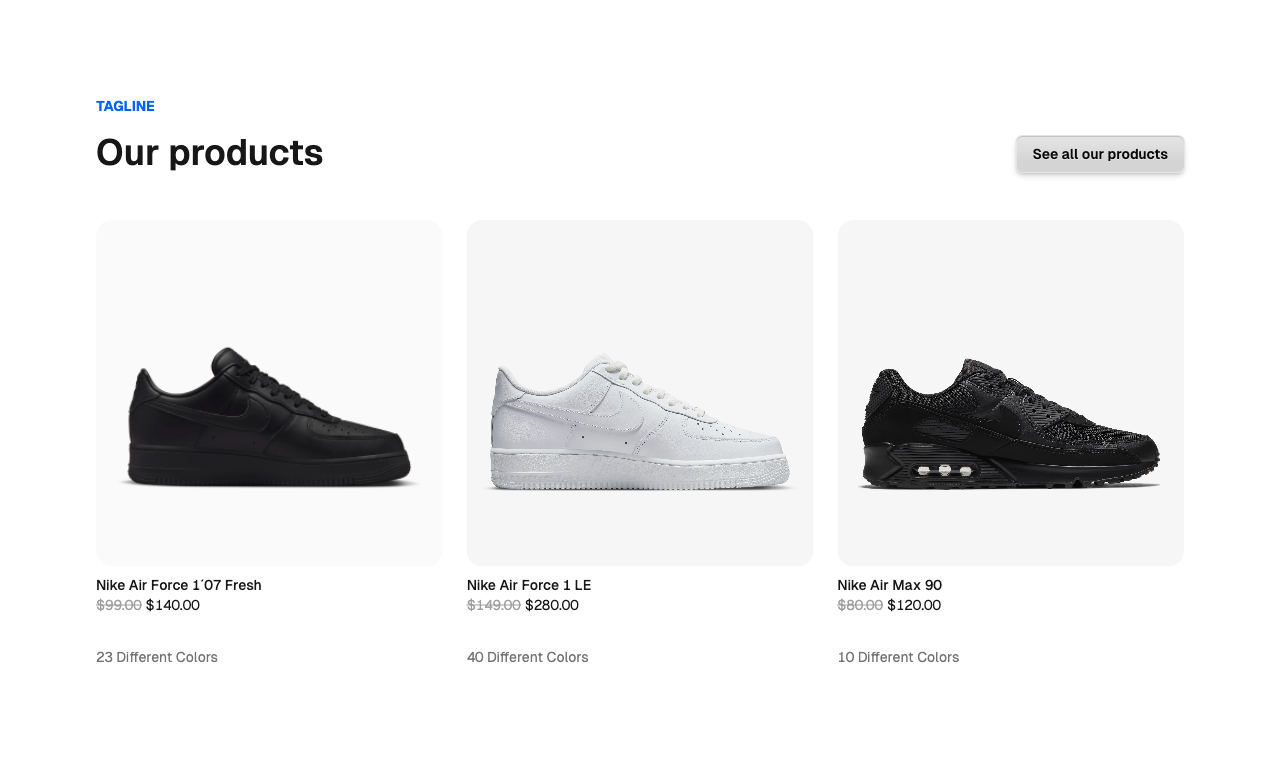 TAGLINE
Our products
See all our products
Nike Air Force 1´07 Fresh
$99.00 $140.00
23 Different Colors
Nike Air Force 1 LE
$149.00 $280.00
40 Different Colors
Nike Air Max 90
$80.00 $120.00
10 Different Colors